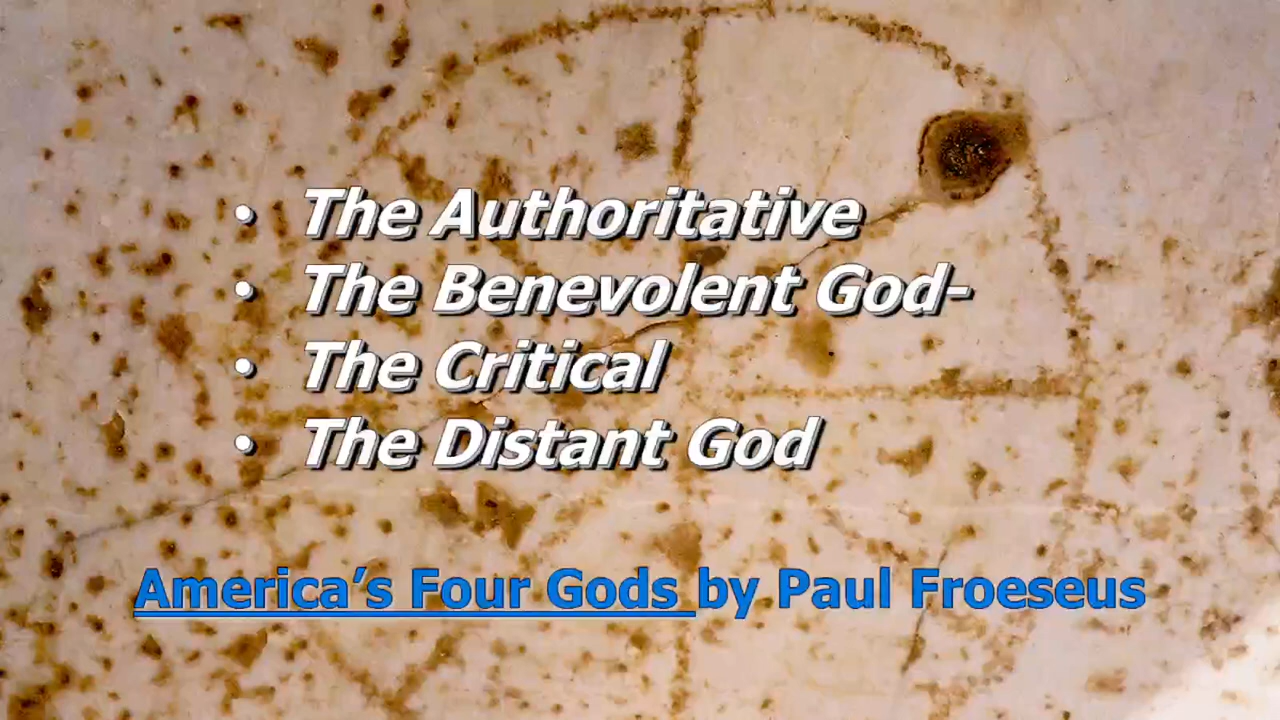 • The Authoritative
• The Benevolent God-
• The Critical
• The Distant God
America’s Four Gods by Paul Froeseus